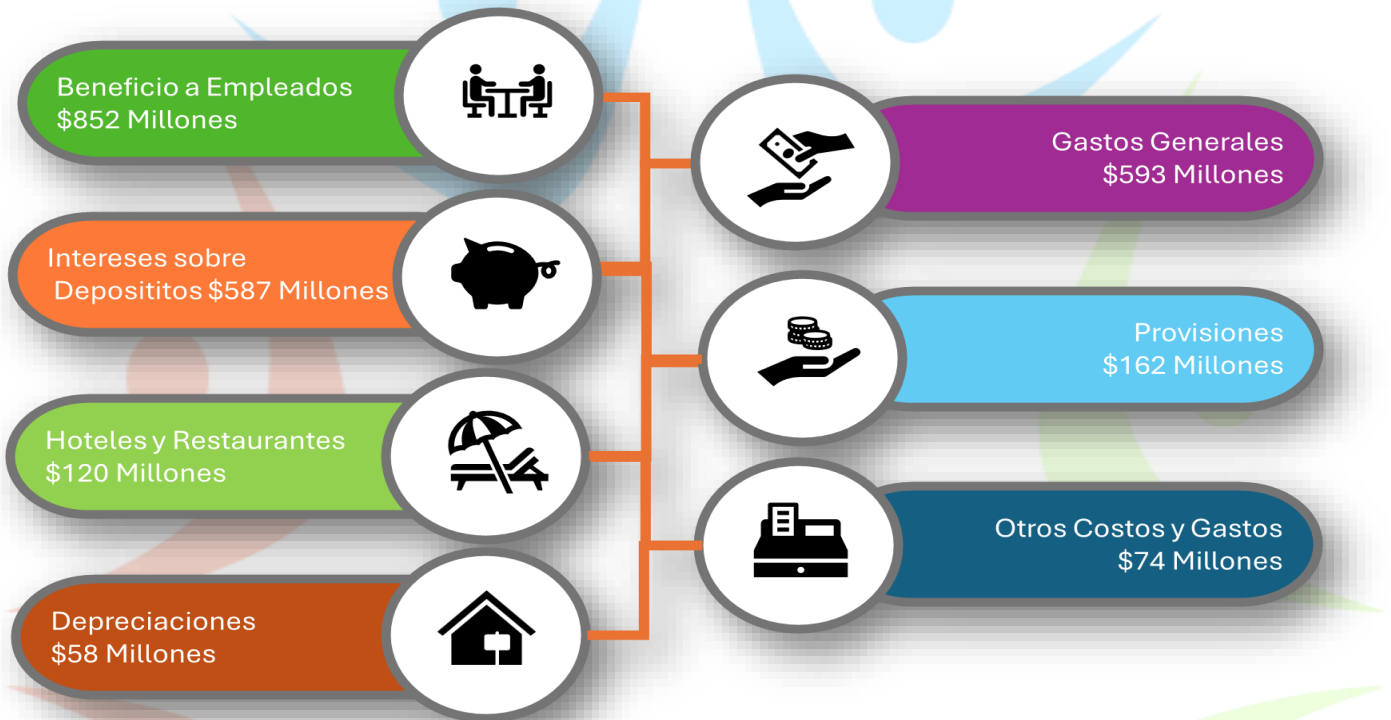 Beneficio a Empleados
$852 Millones
Intereses sobre
Deposititos $587 Millones
Hoteles y Restaurantes
$120 Millones
Depreciaciones
$58 Millones
Gastos Generales
$593 Millones
Provisiones
$162 Millones
Otros Costos y Gastos
$74 Millones